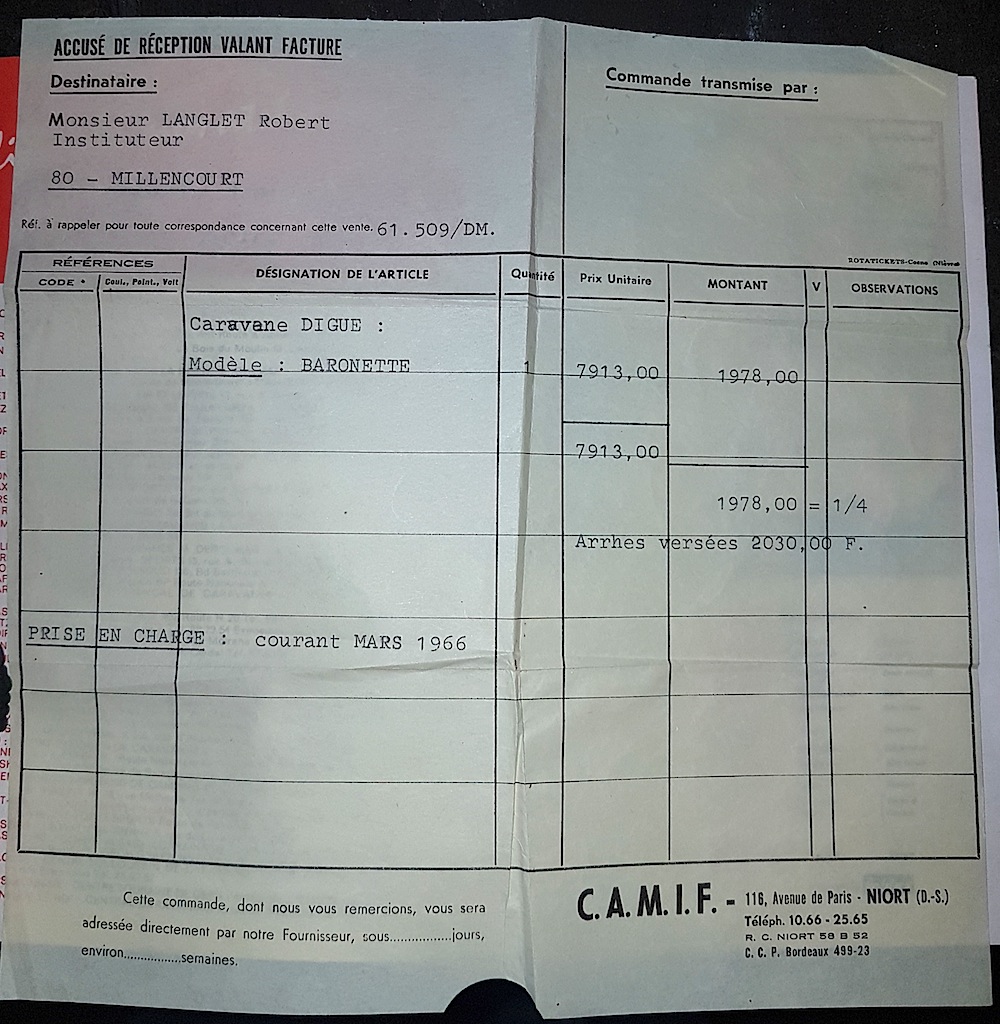 ACCUSÉ DE RÉCEPTION VALANT FACTURE
Destinataire :
Monsieur LANGLET Robert
Instituteur
80 - MILLENCOURT
Commande transmise par :
Réf. à rappeler pour toute correspondance concernant cette vente. 61.509/DM.
ROTATICKETS-Cosne (Nièvre)
RÉFÉRENCES
CODE * Coul., Point., Volt
DÉSIGNATION DE L'ARTICLE
Quantité
Prix Unitaire
MONTANT
V
OBSERVATIONS
Caravane DIGUE :
Modèle : BARONETTE 1 7913,00 1978,00
7913,00
1978,00 = 1/4
Arrhes versées 2030,00 F.
PRISE EN CHARGE : courant MARS 1966
Cette commande, dont nous vous remercions, vous sera
adressée directement par notre Fournisseur, sous................jours,
environ...............semaines.
C.A.M.I.F. - 116, Avenue de Paris - NIORT (D.-S.)
Téléph. 10.66 - 25.65
R. C. NIORT 58 B 52
C. C. P. Bordeaux 499-23